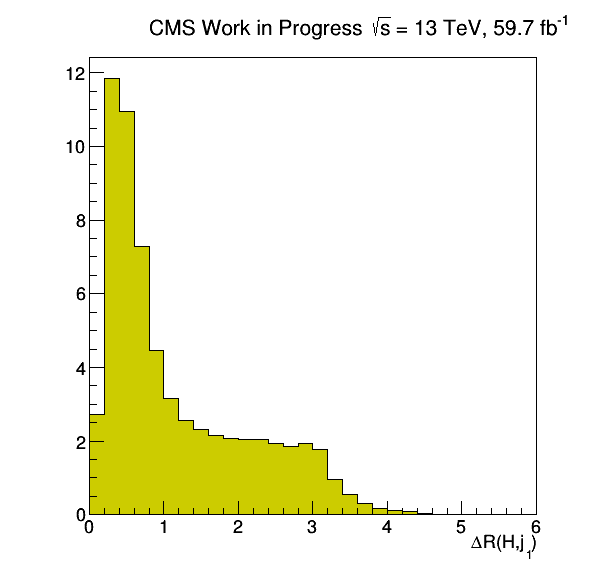 CMS Work in Progress √s = 13 TeV, 59.7 fb⁻¹
12
10
8
6
4
2
0
0 1 2 3 4 5 6
ΔR(H,j₁)